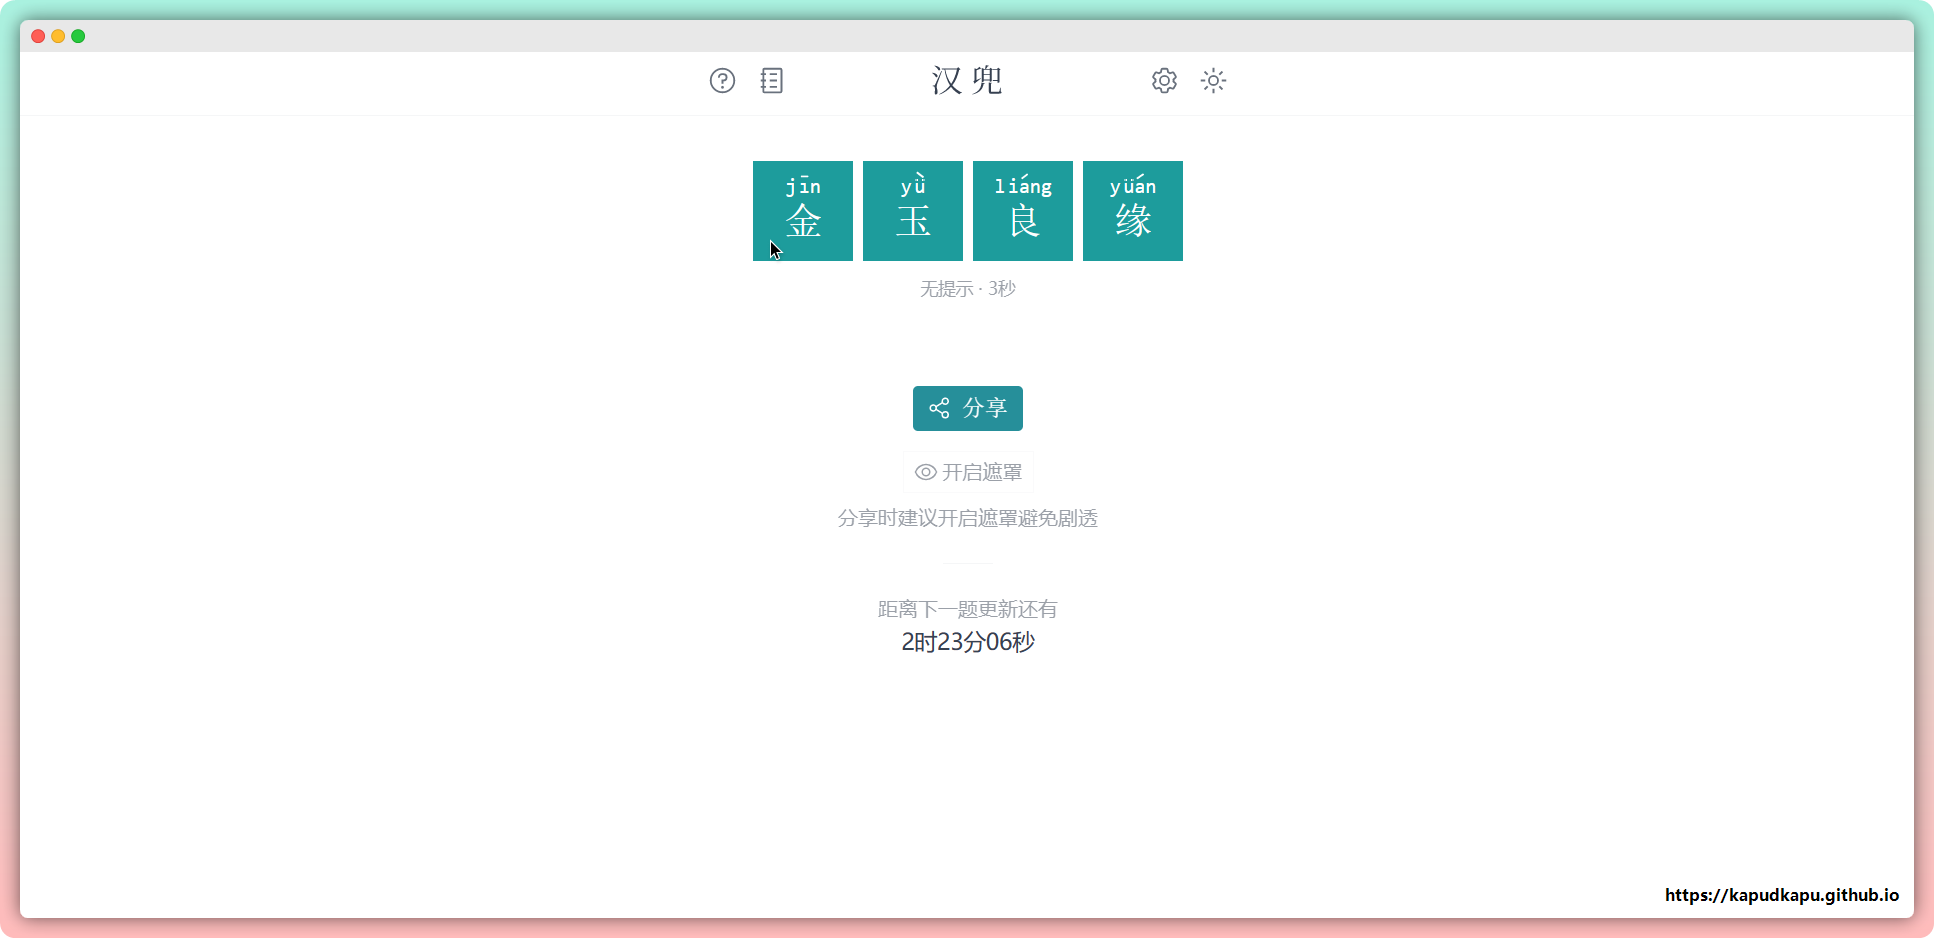 汉兜
jīn yǜ liáng yüán
金 玉 良 缘
无提示 · 3秒
分享
开启遮罩
分享时建议开启遮罩避免剧透
距离下一题更新还有
2时23分06秒
https://kapudkapu.github.io